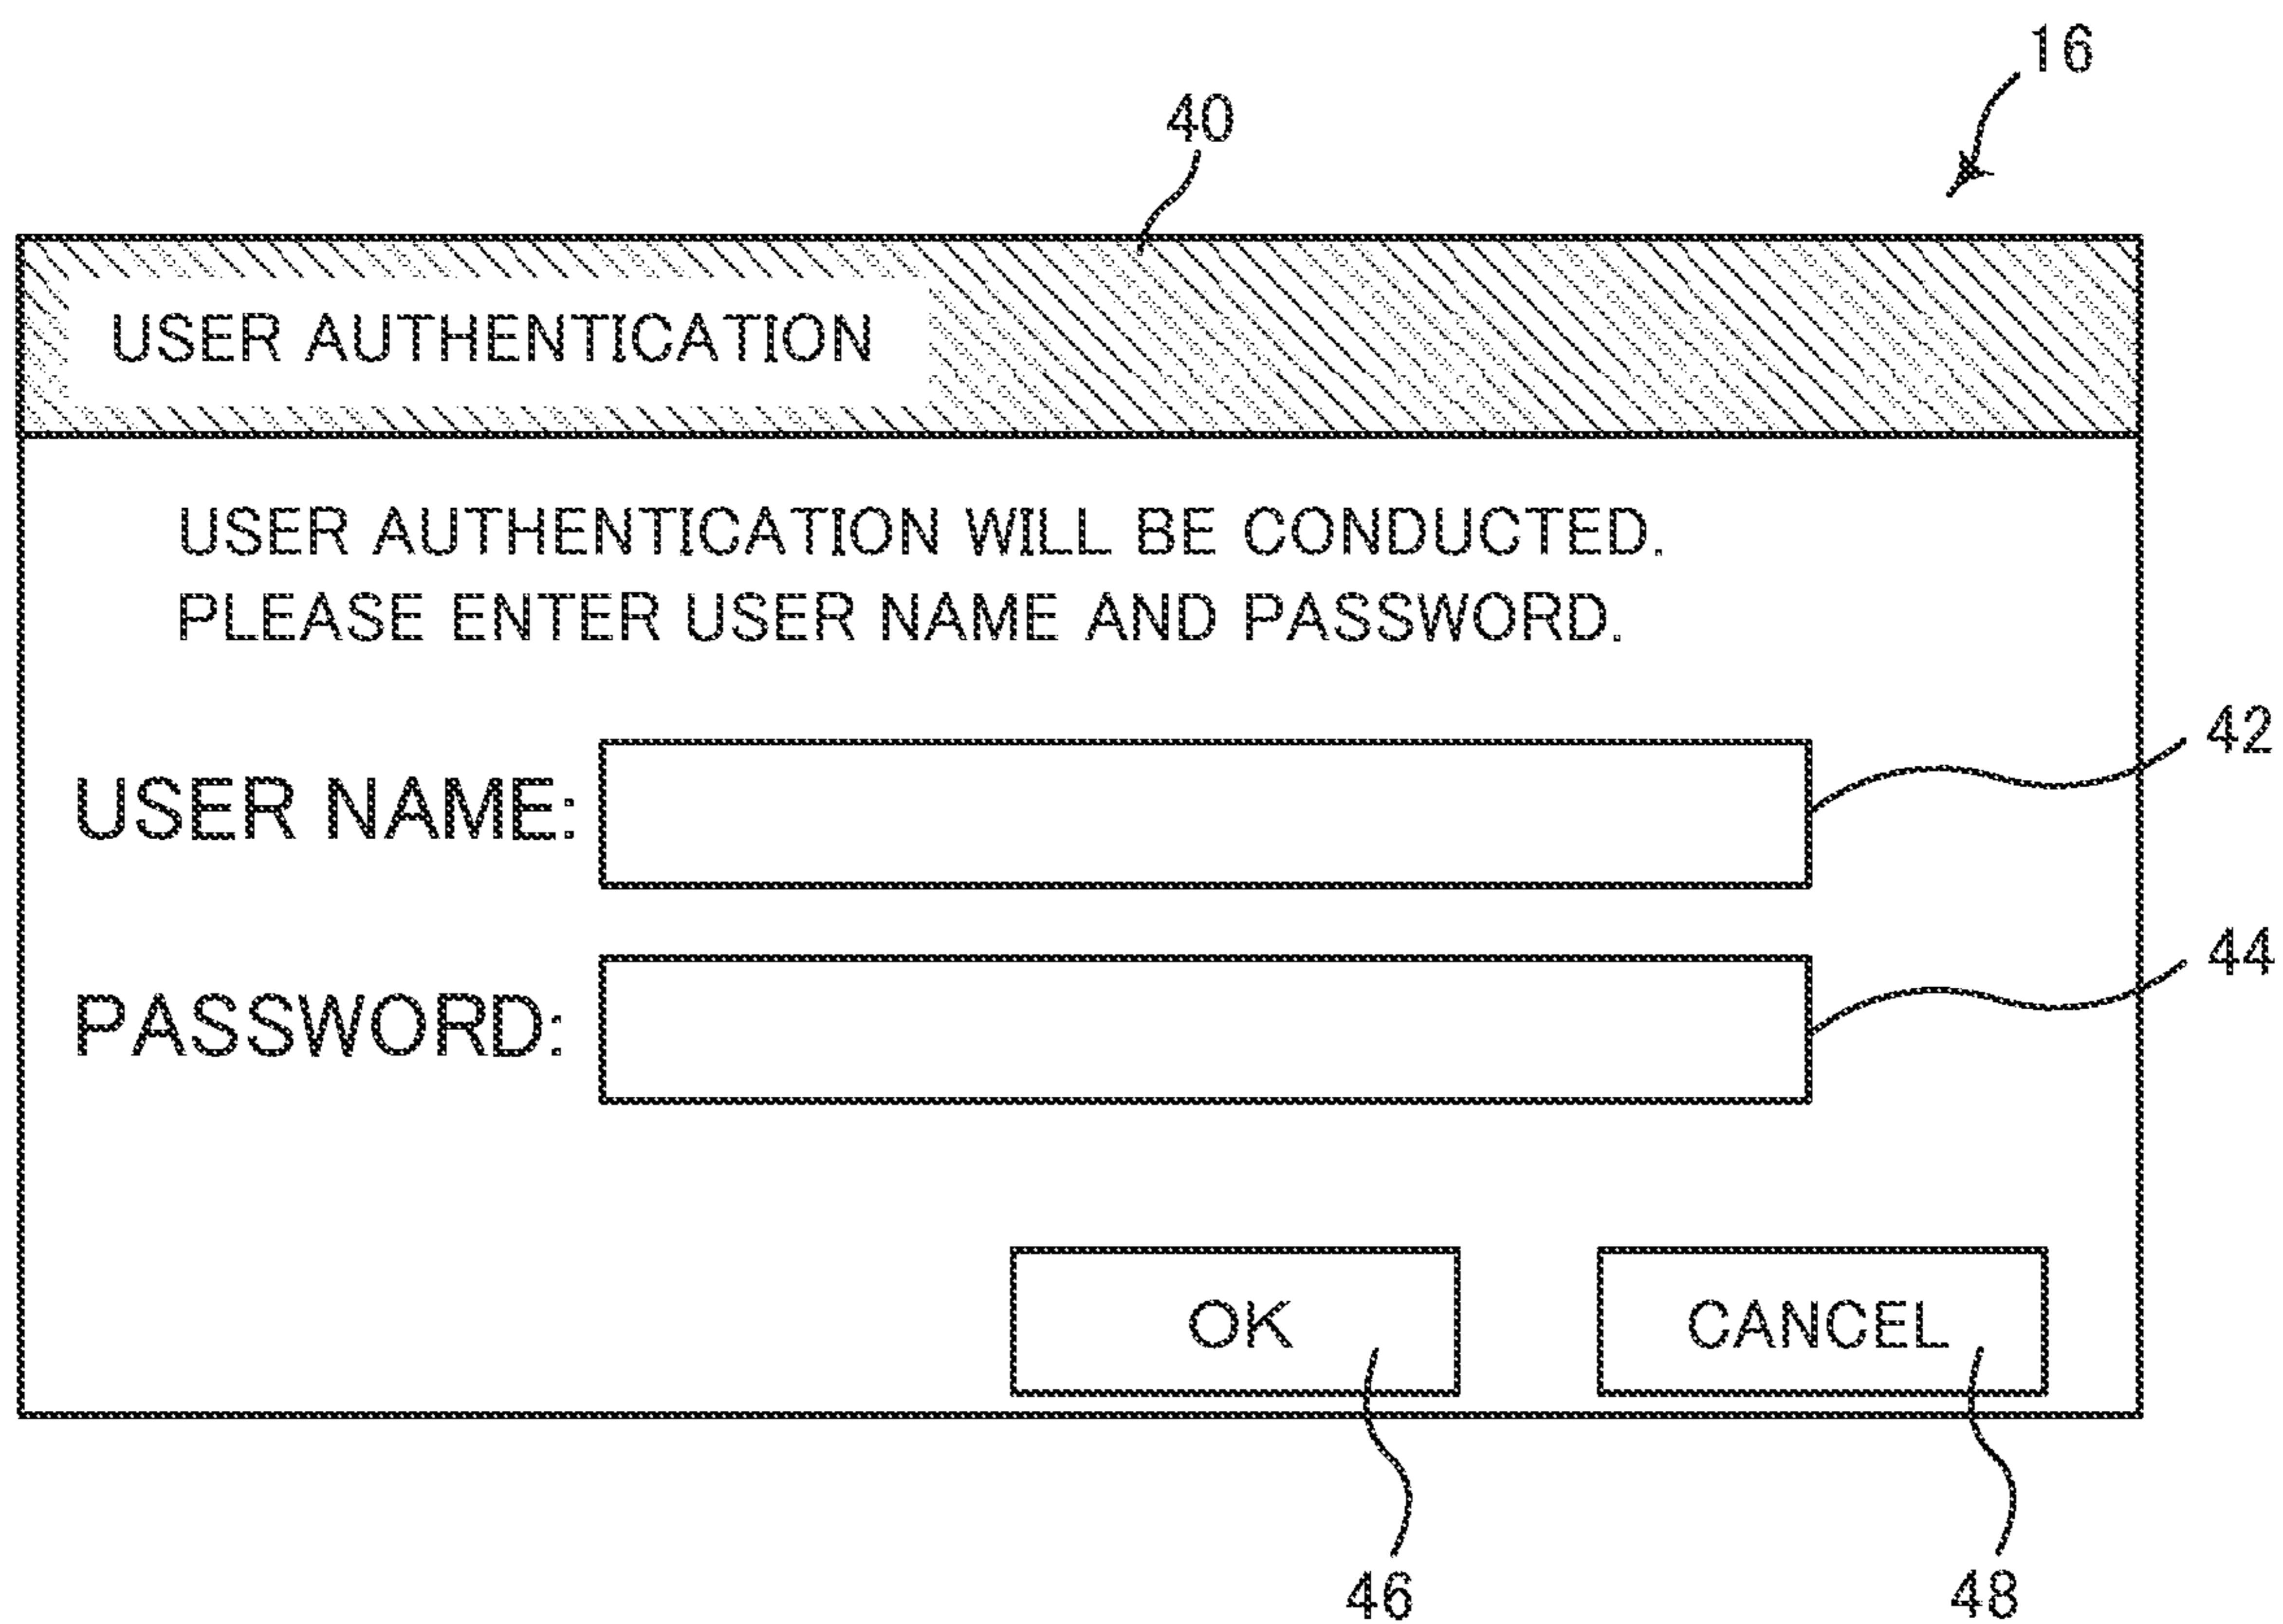 16
40
USER AUTHENTICATION
USER AUTHENTICATION WILL BE CONDUCTED.
PLEASE ENTER USER NAME AND PASSWORD.
42
USER NAME:
44
PASSWORD:
OK CANCEL
46 48